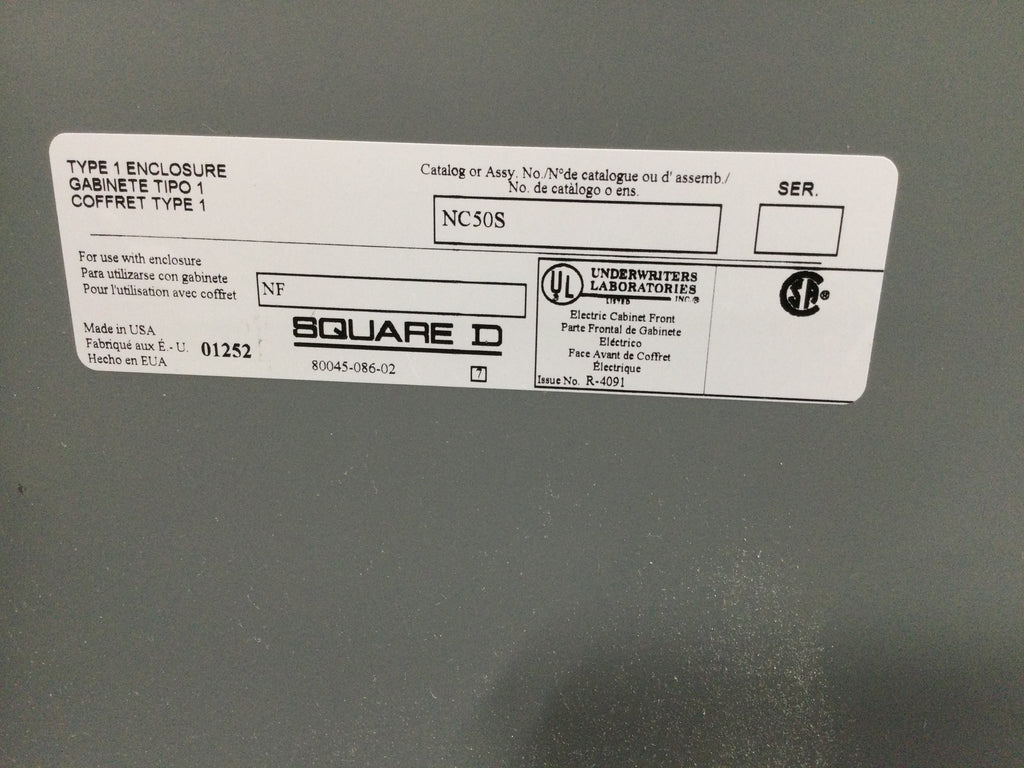 TYPE 1 ENCLOSURE
GABINETE TIPO 1
COFFRET TYPE 1
Catalog or Assy. No./N°de catalogue ou d' assemb./
No. de catálogo o ens.
NC50S
SER.
For use with enclosure
Para utilizarse con gabinete
Pour l'utilisation avec coffret
NF
Made in USA
Fabriqué aux É.- U.
Hecho en EUA
01252
SQUARE D
80045-086-02
7
UL
UNDERWRITERS
LABORATORIES
INC.®
LISTED
Electric Cabinet Front
Parte Frontal de Gabinete
Eléctrico
Face Avant de Coffret
Électrique
Issue No. R-4091
SA®